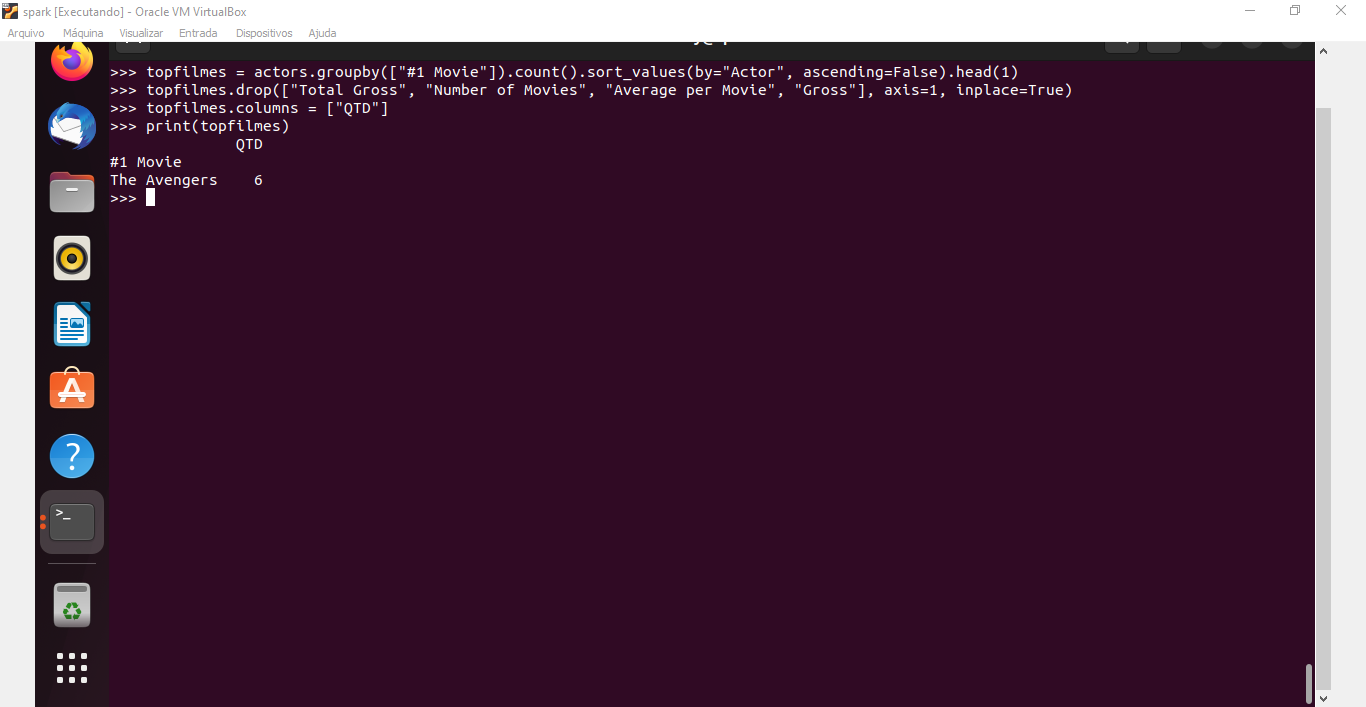 spark [Executando] - Oracle VM VirtualBox
Arquivo Máquina Visualizar Entrada Dispositivos Ajuda
>>> topfilmes = actors.groupby(["#1 Movie"]).count().sort_values(by="Actor", ascending=False).head(1)
>>> topfilmes.drop(["Total Gross", "Number of Movies", "Average per Movie", "Gross"], axis=1, inplace=True)
>>> topfilmes.columns = ["QTD"]
>>> print(topfilmes)
QTD
#1 Movie
The Avengers 6
>>>